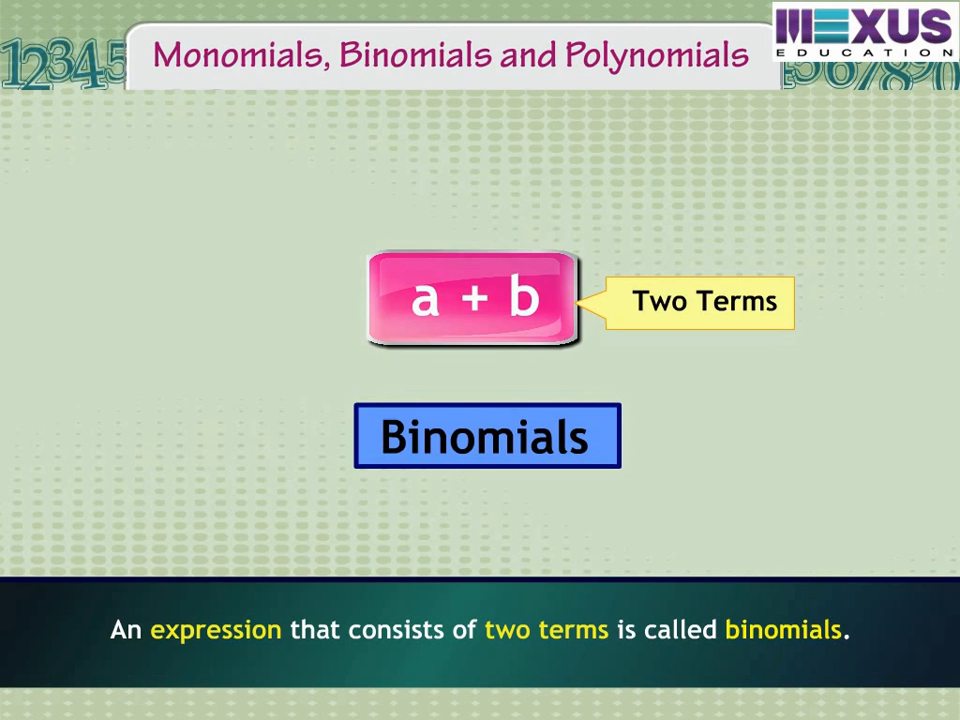 12345
Monomials, Binomials and Polynomials
MEXUS
EDUCATION
567890
a + b
Two Terms
Binomials
An expression that consists of two terms is called binomials.